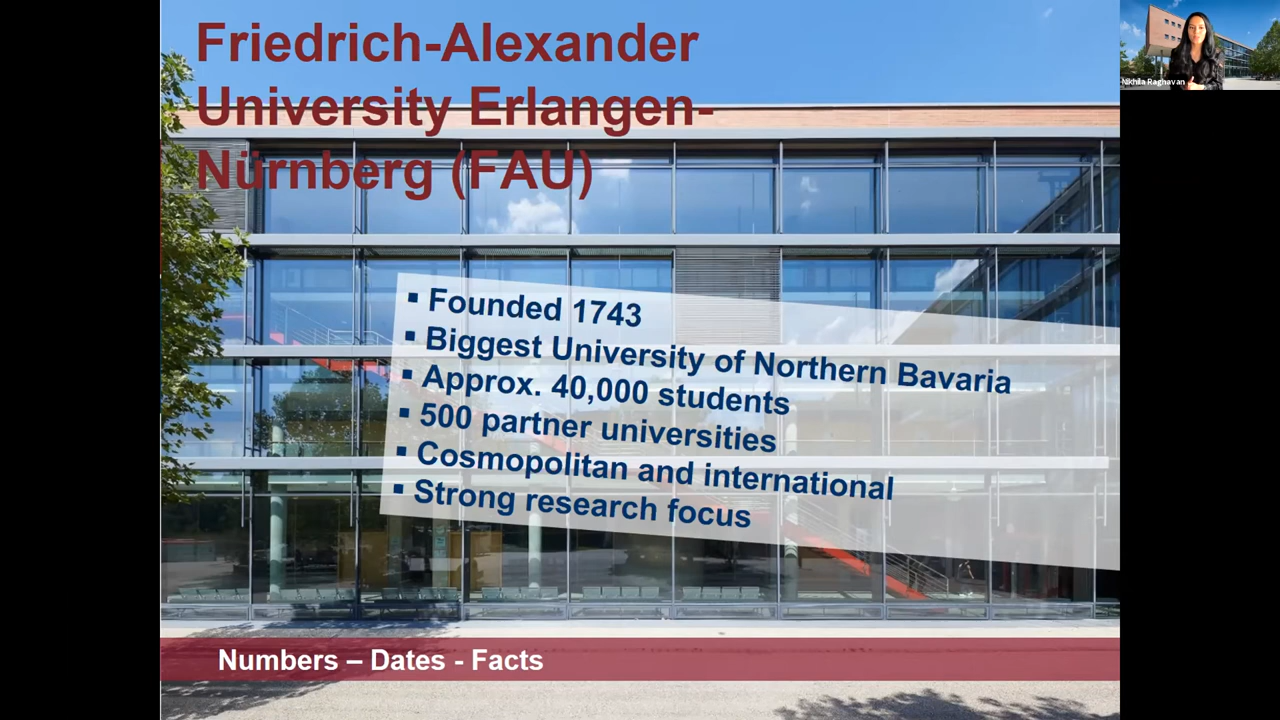 Friedrich-Alexander
University Erlangen-
Nürnberg (FAU)
Nikhila Raghavan
▪ Founded 1743
▪ Biggest University of Northern Bavaria
▪ Approx. 40,000 students
▪ 500 partner universities
▪ Cosmopolitan and international
▪ Strong research focus
Numbers – Dates - Facts